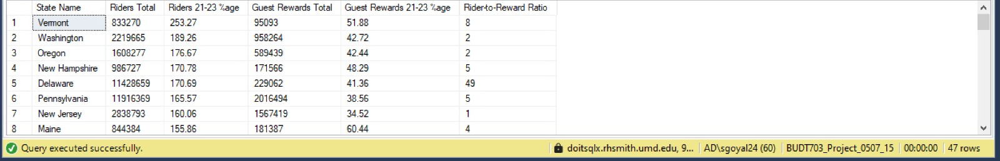 State Name Riders Total Riders 21-23 %age Guest Rewards Total Guest Rewards 21-23 %age Rider-to-Reward Ratio
1 Vermont 833270 253.27 95093 51.88 8
2 Washington 2219665 189.26 958264 42.72 2
3 Oregon 1608277 176.67 589439 42.44 2
4 New Hampshire 986727 170.78 171566 48.29 5
5 Delaware 11428659 170.69 229062 41.36 49
6 Pennsylvania 11916369 165.57 2016494 38.56 5
7 New Jersey 2838793 160.06 1567419 34.52 1
8 Maine 844384 155.86 181387 60.44 4
Query executed successfully. doitsqlx.rhsmith.umd.edu, 9... AD\sgoyal24 (60) BUDT703_Project_0507_15 00:00:00 47 rows